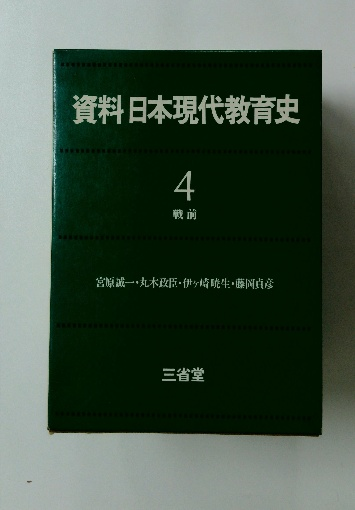 資料日本現代教育史
4
戦前
宮原誠一・丸木政臣・伊ヶ崎暁生・藤岡貞彦
三省堂